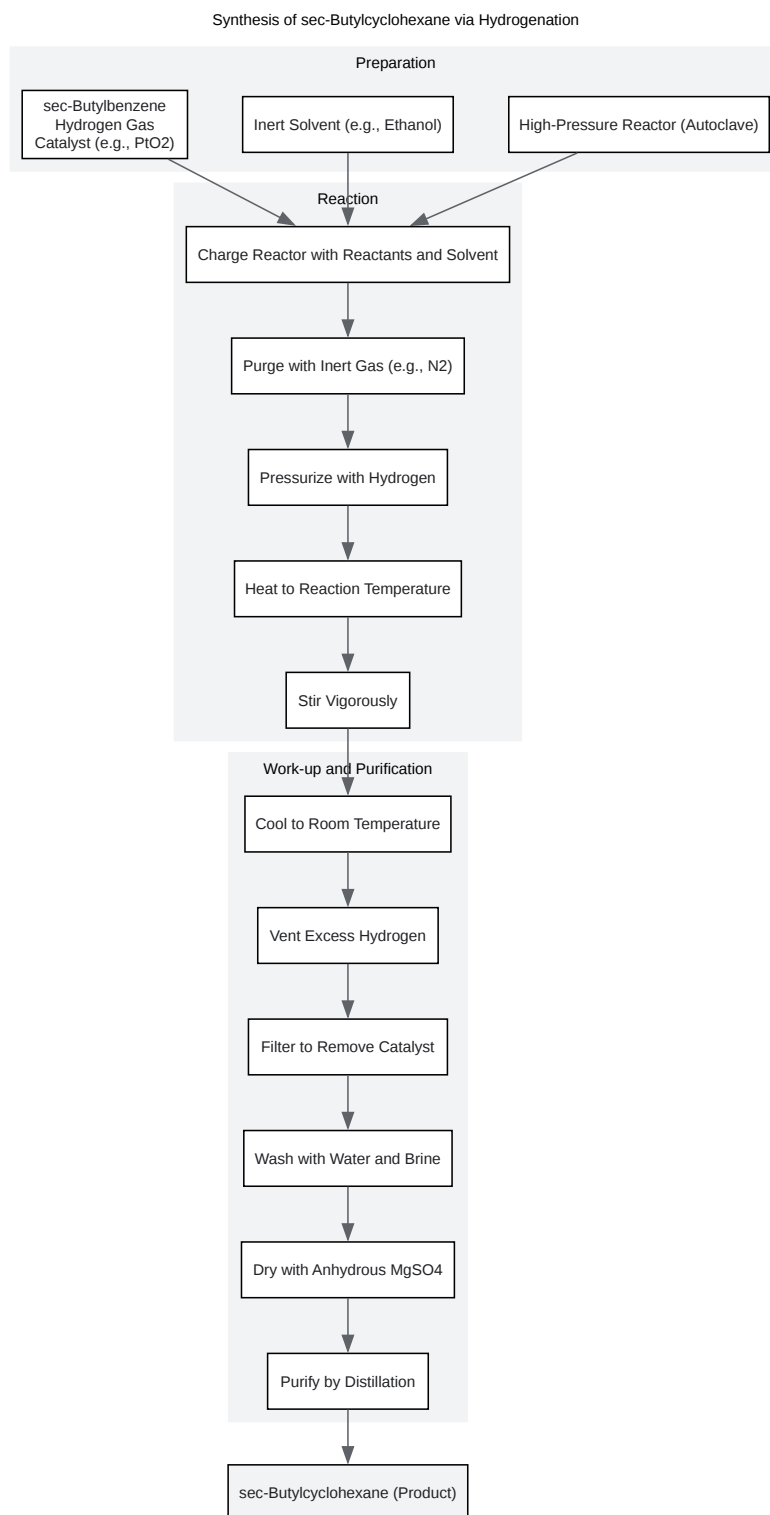 Synthesis of sec-Butylcyclohexane via Hydrogenation
Preparation
sec-Butylbenzene
Hydrogen Gas
Catalyst (e.g., PtO2)
Inert Solvent (e.g., Ethanol)
High-Pressure Reactor (Autoclave)
Reaction
Charge Reactor with Reactants and Solvent
Purge with Inert Gas (e.g., N2)
Pressurize with Hydrogen
Heat to Reaction Temperature
Stir Vigorously
Work-up and Purification
Cool to Room Temperature
Vent Excess Hydrogen
Filter to Remove Catalyst
Wash with Water and Brine
Dry with Anhydrous MgSO4
Purify by Distillation
sec-Butylcyclohexane (Product)